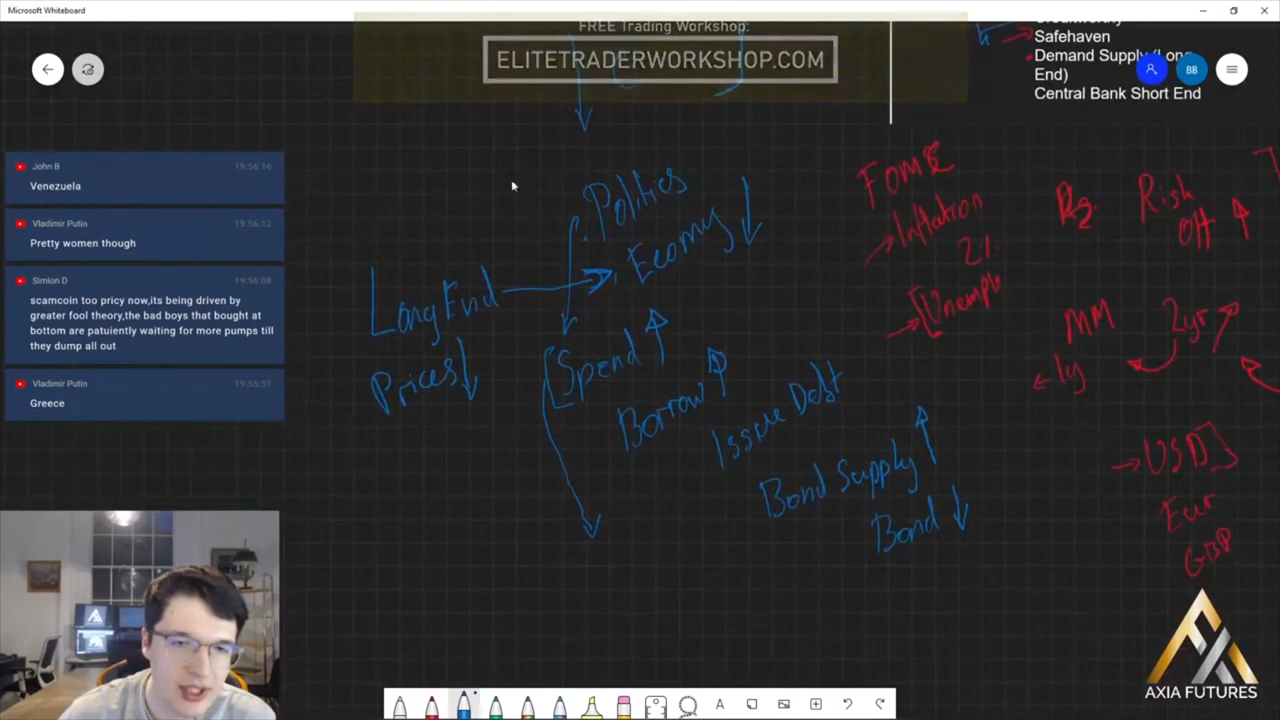 Microsoft Whiteboard
FREE Trading Workshop:
ELITETRADERWORKSHOP.COM
Safehaven
Demand Supply (Long
End)
Central Bank Short End
BB
John B 19:56:16
Venezuela
Vladimir Putin 19:56:12
Pretty women though
Simion D 19:56:08
scamcoin too pricy now,its being driven by
greater fool theory,the bad boys that bought at
bottom are patuiently waiting for more pumps till
they dump all out
Vladimir Putin 19:55:51
Greece
Politics
Ecomy
Long End
Prices
Spend
Borrow
Issue Debt
Bond Supply
Bond
FOMC
Inflation
2%
Unemp
Risk
Off
MM 2yr
1y
USD
Eur
GBP
A
AXIA FUTURES